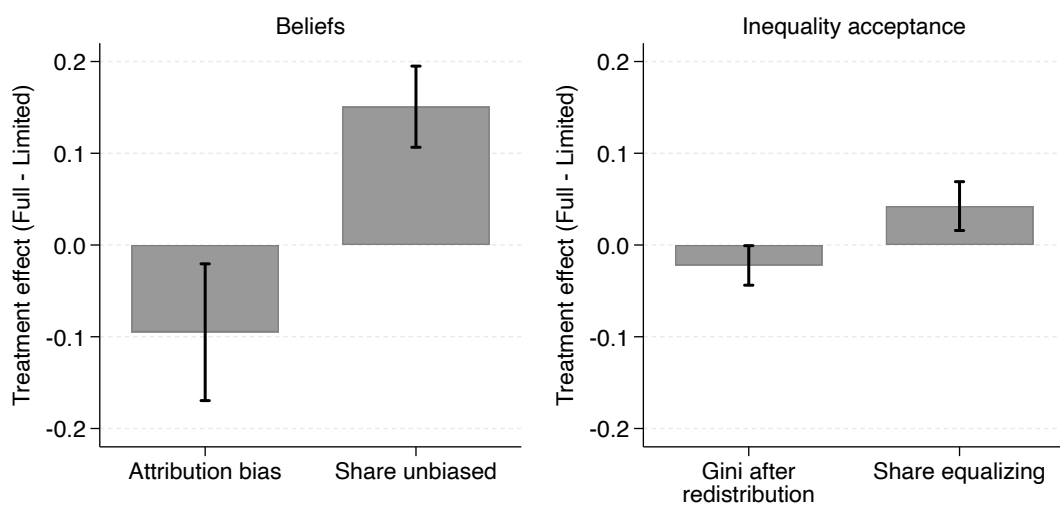 Beliefs
Treatment effect (Full - Limited)
0.2
0.1
0.0
-0.1
-0.2
Attribution bias
Share unbiased
Inequality acceptance
Treatment effect (Full - Limited)
0.2
0.1
0.0
-0.1
-0.2
Gini after
redistribution
Share equalizing